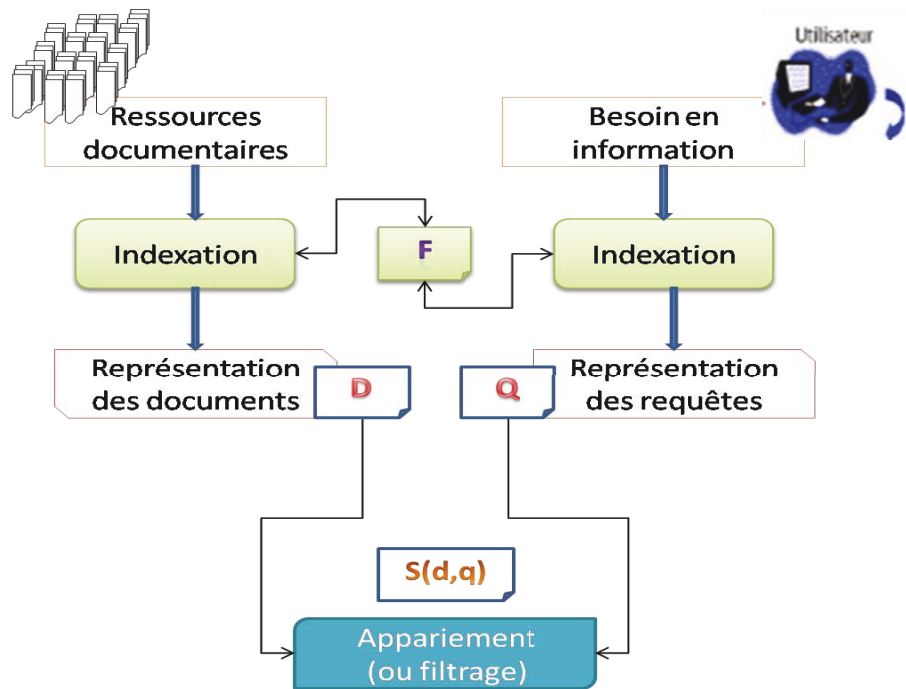 Utilisateur
Ressources
documentaires
Besoin en
information
Indexation
F
Indexation
Représentation
des documents
D
Q
Représentation
des requêtes
S(d,q)
Appariement
(ou filtrage)